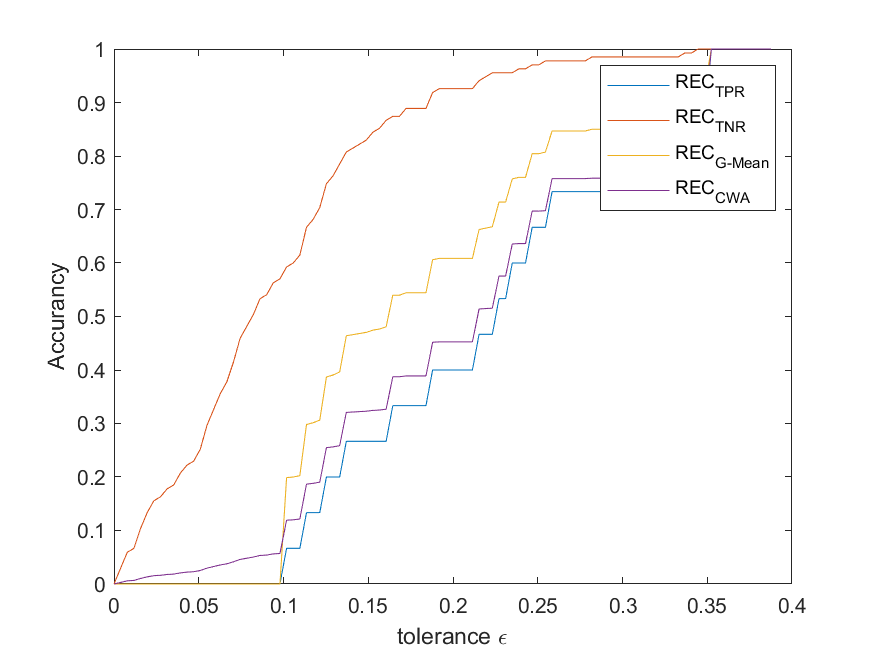 1
0.9
0.8
0.7
0.6
0.5
0.4
0.3
0.2
0.1
0
Accurancy
REC_TPR
REC_TNR
REC_G-Mean
REC_CWA
0 0.05 0.1 0.15 0.2 0.25 0.3 0.35 0.4
tolerance ϵ